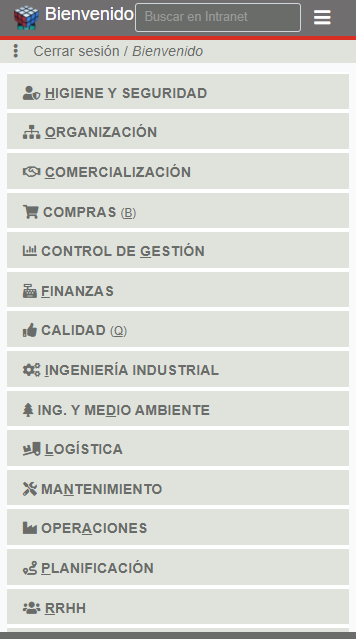 Bienvenido Buscar en Intranet
Cerrar sesión / Bienvenido
HIGIENE Y SEGURIDAD
ORGANIZACIÓN
COMERCIALIZACIÓN
COMPRAS (B)
CONTROL DE GESTIÓN
FINANZAS
CALIDAD (Q)
INGENIERÍA INDUSTRIAL
ING. Y MEDIO AMBIENTE
LOGÍSTICA
MANTENIMIENTO
OPERACIONES
PLANIFICACIÓN
RRHH